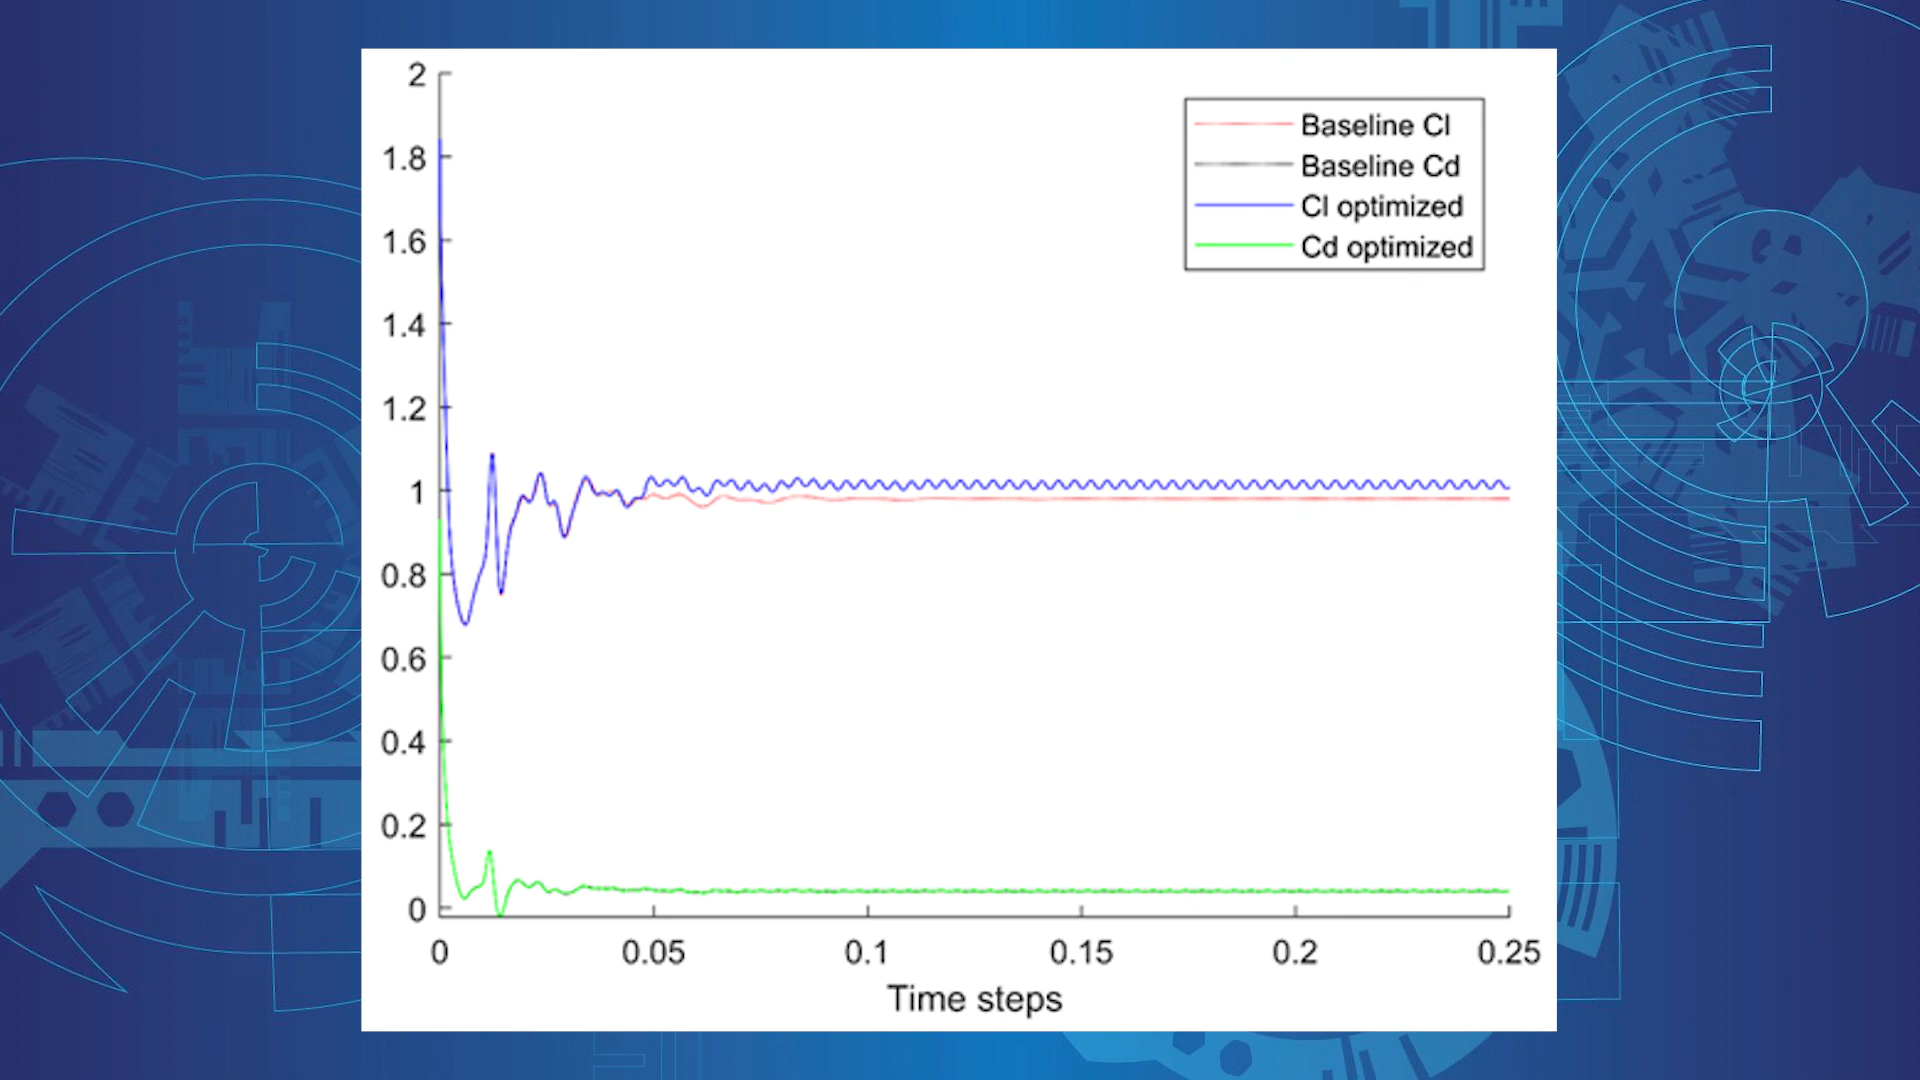 2
1.8
1.6
1.4
1.2
1
0.8
0.6
0.4
0.2
0
0 0.05 0.1 0.15 0.2 0.25
Time steps
Baseline Cl
Baseline Cd
Cl optimized
Cd optimized